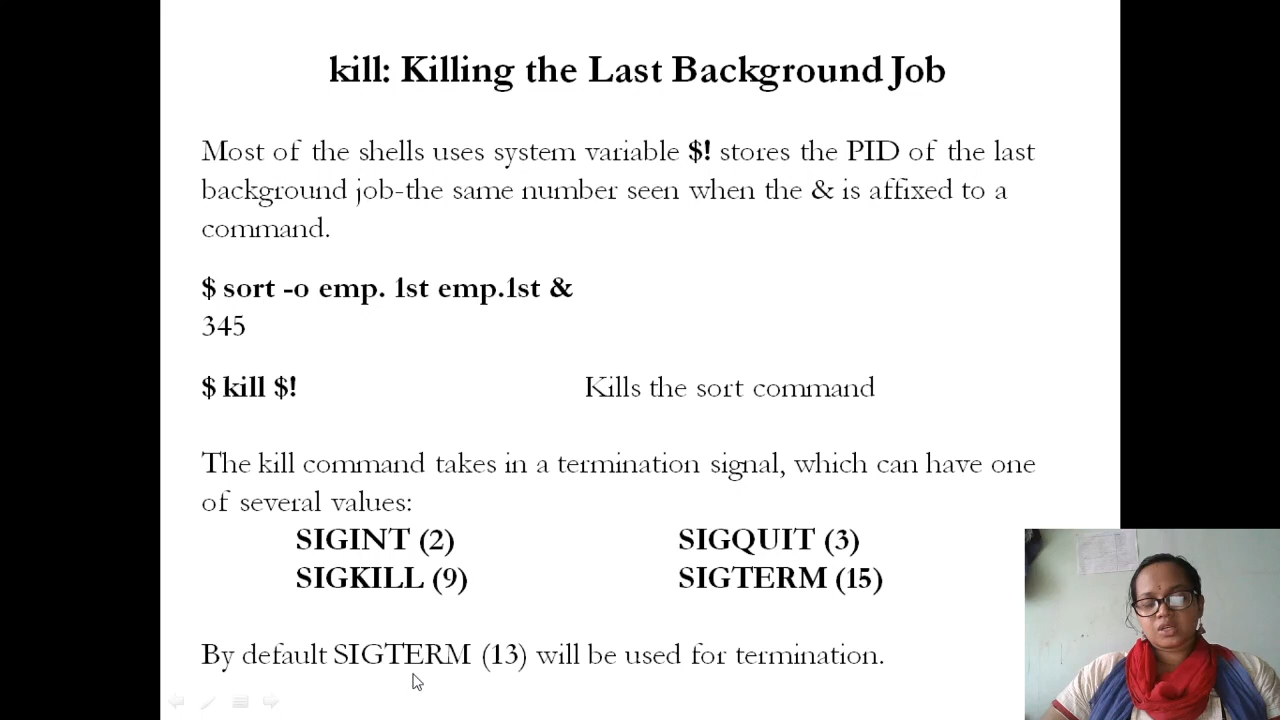 kill: Killing the Last Background Job
Most of the shells uses system variable $! stores the PID of the last
background job-the same number seen when the & is affixed to a
command.
$ sort -o emp. 1st emp.1st &
345
$ kill $! Kills the sort command
The kill command takes in a termination signal, which can have one
of several values:
SIGINT (2) SIGQUIT (3)
SIGKILL (9) SIGTERM (15)
By default SIGTERM (13) will be used for termination.